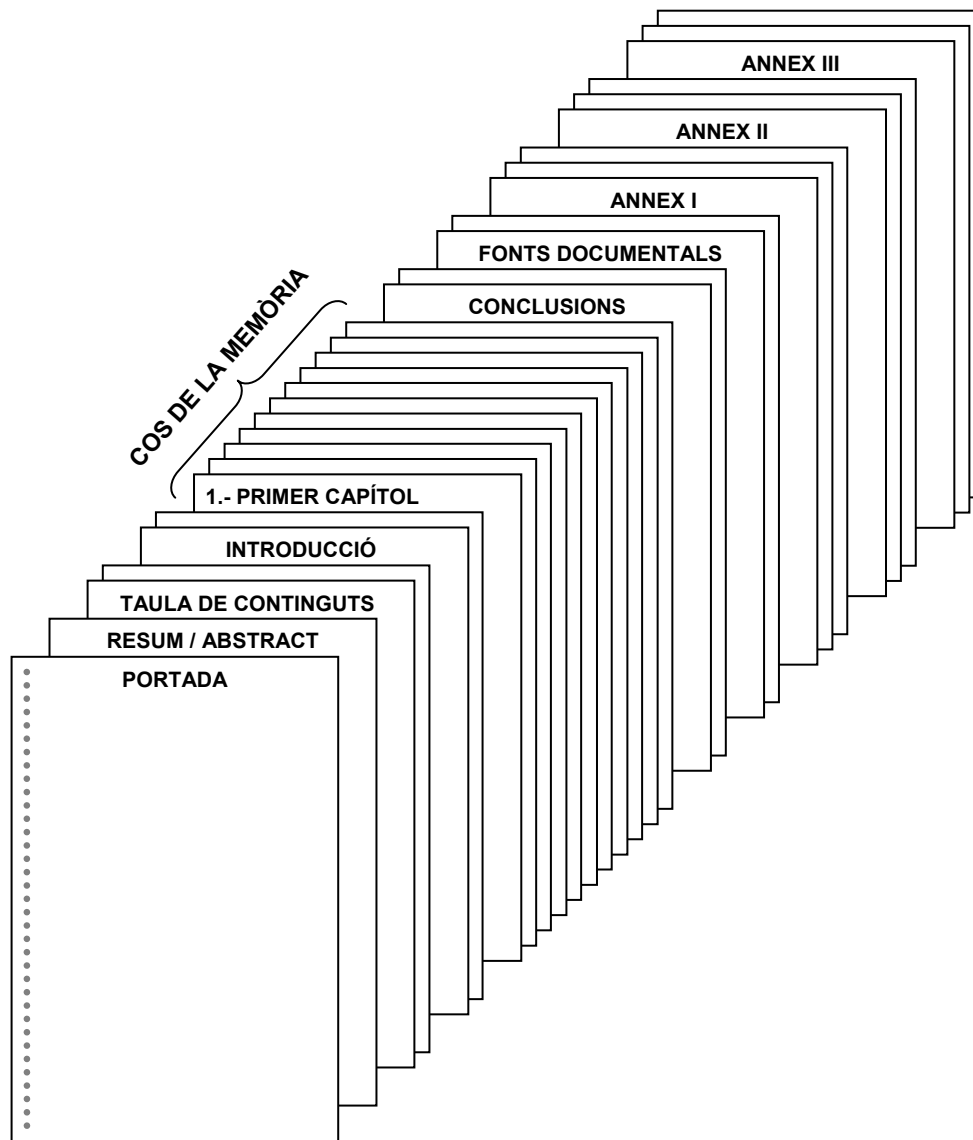 ANNEX III
ANNEX II
ANNEX I
FONTS DOCUMENTALS
CONCLUSIONS
COS DE LA MEMÒRIA
1.- PRIMER CAPÍTOL
INTRODUCCIÓ
TAULA DE CONTINGUTS
RESUM / ABSTRACT
PORTADA